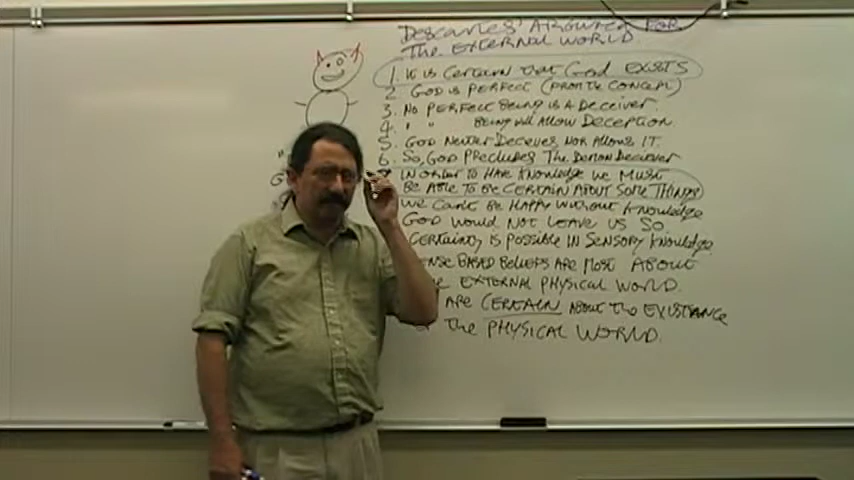 DESCARTES' ARGUMENT FOR
THE EXTERNAL WORLD
1. IT IS CERTAIN THAT GOD EXISTS
2 GOD IS PERFECT (FROM THE CONCEPT)
3. NO PERFECT BEING IS A DECEIVER.
4. " " BEING WILL ALLOW DECEPTION.
5. GOD NEVER DECEIVES NOR ALLOWS IT.
6. SO, GOD PRECLUDES THE DEMON DECEIVER
IN ORDER TO HAVE KNOWLEDGE WE MUST
BE ABLE TO BE CERTAIN ABOUT SOME THINGS
WE CAN'T BE HAPPY WITHOUT KNOWLEDGE
GOD WOULD NOT LEAVE US SO
CERTAINTY IS POSSIBLE IN SENSORY KNOWLEDGE.
ENSE BASED BELIEFS ARE MOST ABOUT
E EXTERNAL PHYSICAL WORLD.
ARE CERTAIN ABOUT THE EXISTANCE
THE PHYSICAL WORLD.